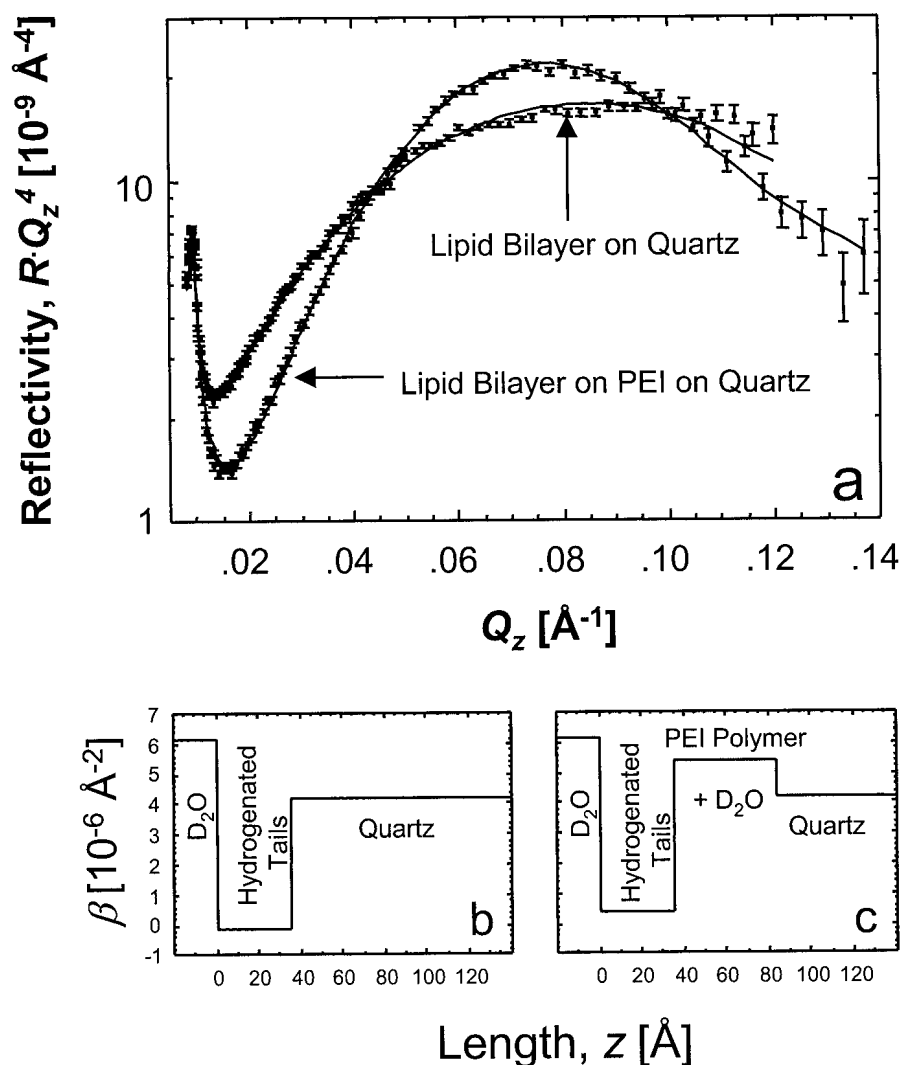 Reflectivity, R·Qz⁴ [10⁻⁹ Å⁻⁴]
10
1
Lipid Bilayer on Quartz
Lipid Bilayer on PEI on Quartz
a
.02 .04 .06 .08 .10 .12 .14
Qz [Å⁻¹]
β [10⁻⁶ Å⁻²]
7
6
5
4
3
2
1
0
-1
D₂O
Hydrogenated
Tails
Quartz
b
0 20 40 60 80 100 120
D₂O
Hydrogenated
Tails
PEI Polymer
+ D₂O
Quartz
c
0 20 40 60 80 100 120
Length, z [Å]